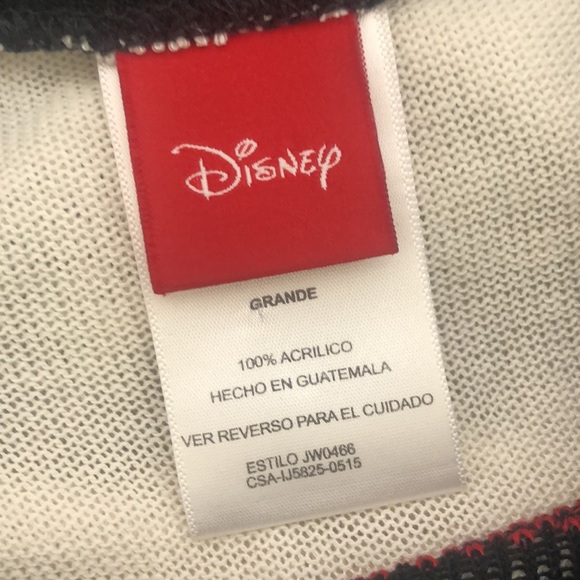 Disney
GRANDE
100% ACRILICO
HECHO EN GUATEMALA
VER REVERSO PARA EL CUIDADO
ESTILO JW0466
CSA-IJ5825-0515